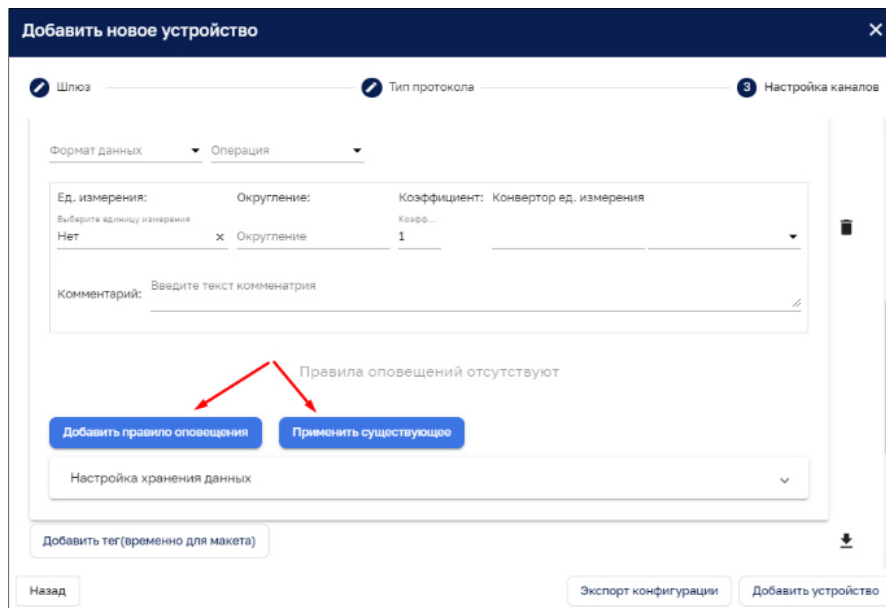 Добавить новое устройство
Шлюз
Тип протокола
3 Настройка каналов
Формат данных Операция
Ед. измерения: Округление: Коэффициент: Конвертор ед. измерения
Выберите единицу измерения Коэфф...
Нет × Округление 1
Комментарий: Введите текст комменатрия
Правила оповещений отсутствуют
Добавить правило оповещения Применить существующее
Настройка хранения данных
Добавить тег(временно для макета)
Назад Экспорт конфигурации Добавить устройство